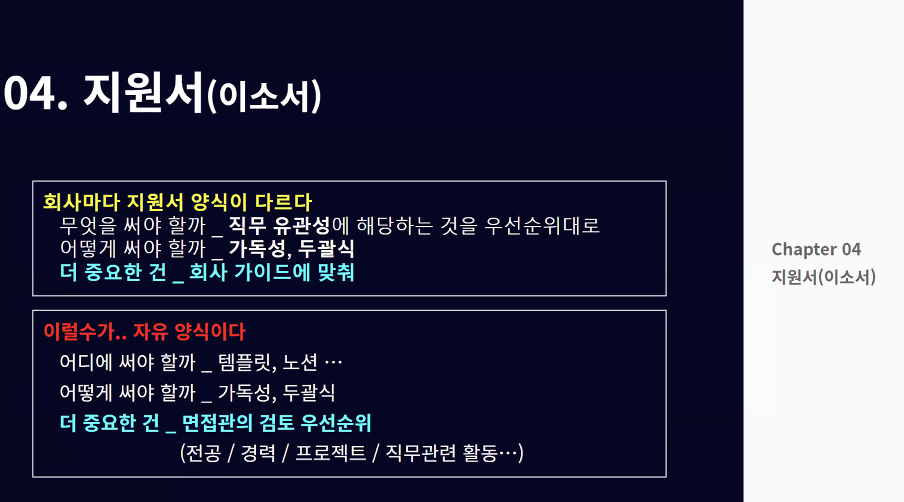 04. 지원서(이소서)
회사마다 지원서 양식이 다르다
무엇을 써야 할까 _ 직무 유관성에 해당하는 것을 우선순위대로
어떻게 써야 할까 _ 가독성, 두괄식
더 중요한 건 _ 회사 가이드에 맞춰
이럴수가.. 자유 양식이다
어디에 써야 할까 _ 템플릿, 노션 …
어떻게 써야 할까 _ 가독성, 두괄식
더 중요한 건 _ 면접관의 검토 우선순위
(전공 / 경력 / 프로젝트 / 직무관련 활동…)
Chapter 04
지원서(이소서)